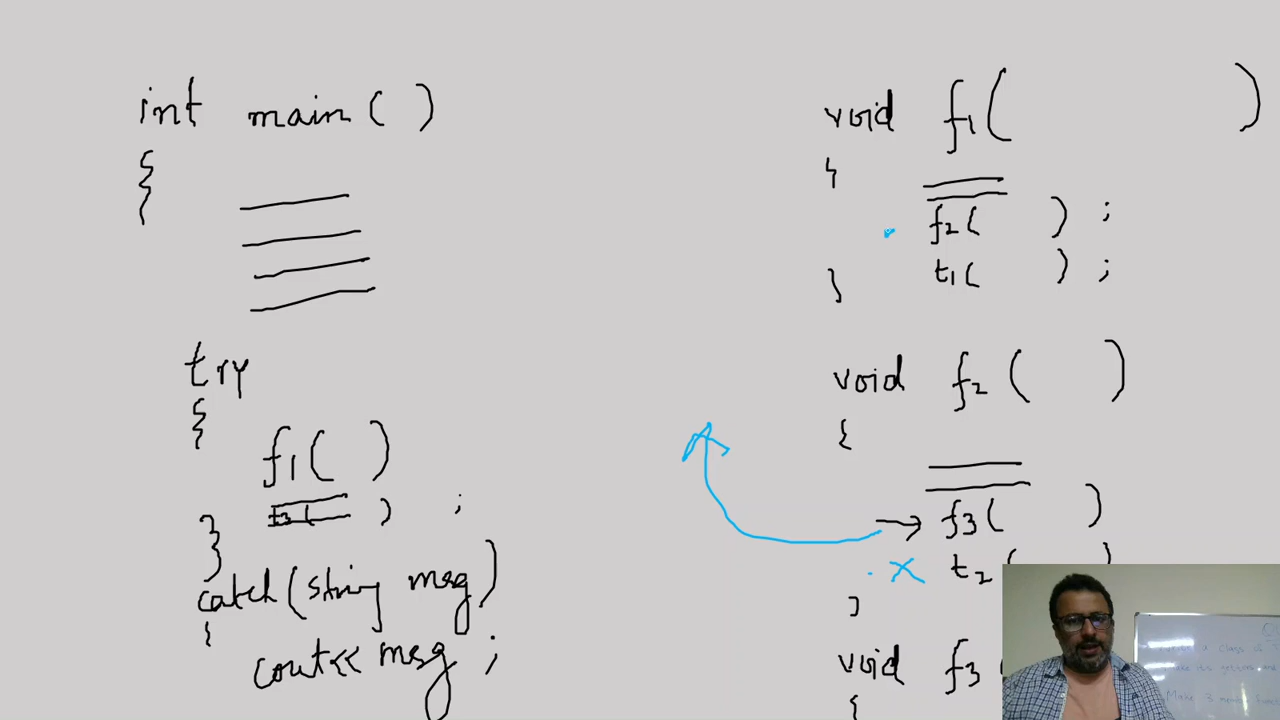 int main ( )
{
try
{
f1 ( )
t3 ( ) ;
}
catch ( string msg )
{
cout << msg ;
void f1 ( )
{
f2 ( ) ;
t1 ( ) ;
}
void f2 ( )
{
f3 ( )
x t2 ( )
}
void f3 (
{